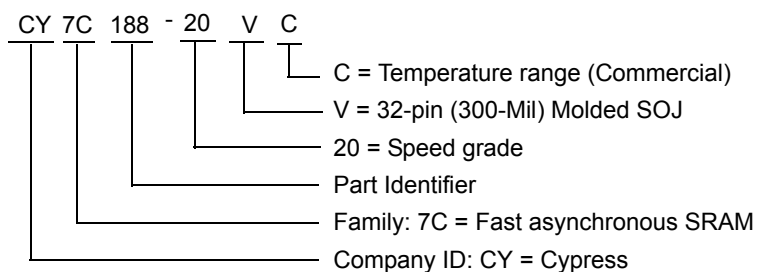 CY 7C 188 - 20 V C
C = Temperature range (Commercial)
V = 32-pin (300-Mil) Molded SOJ
20 = Speed grade
Part Identifier
Family: 7C = Fast asynchronous SRAM
Company ID: CY = Cypress